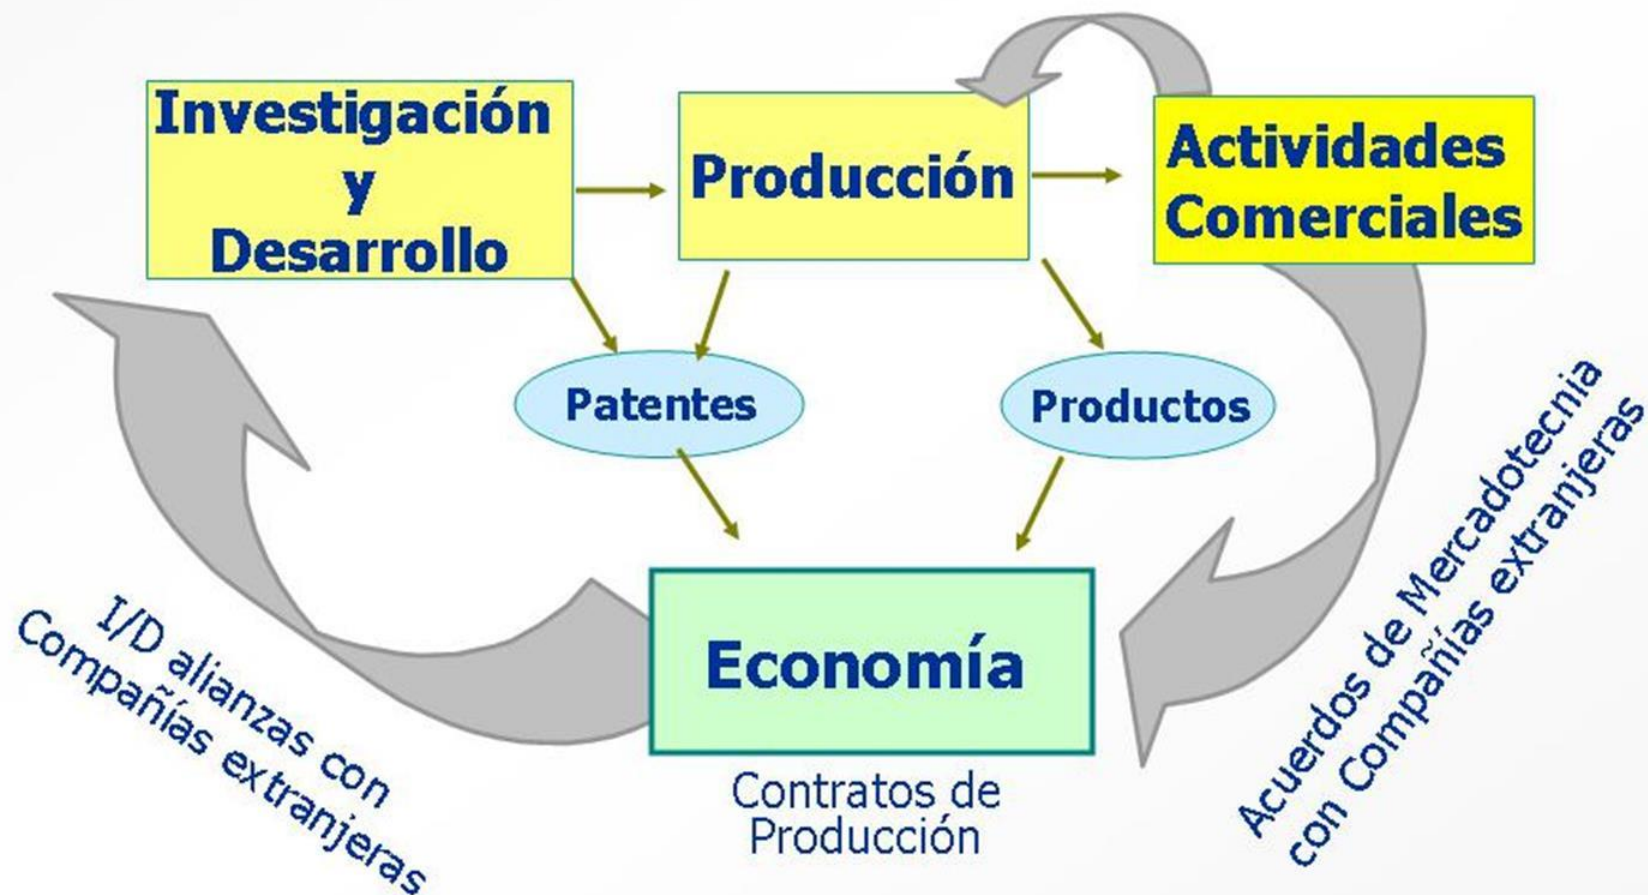 Investigación
y
Desarrollo
Producción
Actividades
Comerciales
Patentes
Productos
Economía
Contratos de
Producción
I/D alianzas con
Compañías extranjeras
Acuerdos de Mercadotecnia
con Compañías extranjeras